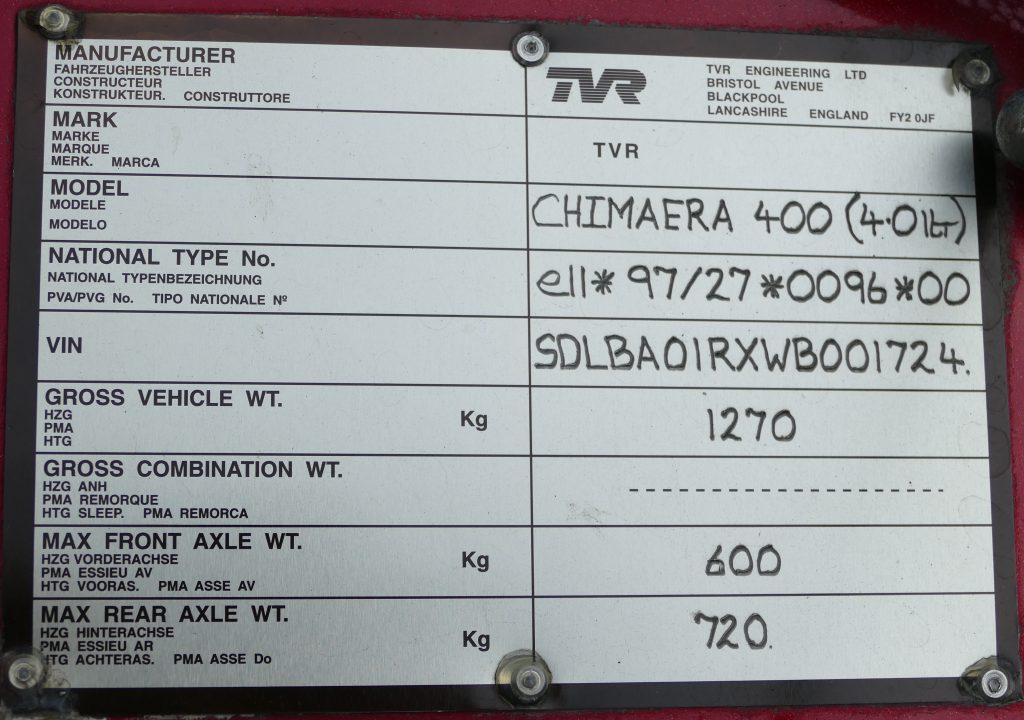 MANUFACTURER
FAHRZEUGHERSTELLER
CONSTRUCTEUR
KONSTRUKTEUR. CONSTRUTTORE
TVR
TVR ENGINEERING LTD
BRISTOL AVENUE
BLACKPOOL
LANCASHIRE ENGLAND FY2 0JF
MARK
MARKE
MARQUE
MERK. MARCA
TVR
MODEL
MODELE
MODELO
CHIMAERA 400 (4.0 lLT)
NATIONAL TYPE No.
NATIONAL TYPENBEZEICHNUNG
PVA/PVG No. TIPO NATIONALE Nº
e11* 97/27 *0096*00
VIN
SDLBA01RXWB001724.
GROSS VEHICLE WT.
HZG
PMA
HTG
Kg
1270
GROSS COMBINATION WT.
HZG ANH
PMA REMORQUE
HTG SLEEP. PMA REMORCA
-----------------------------
MAX FRONT AXLE WT.
HZG VORDERACHSE
PMA ESSIEU AV
HTG VOORAS. PMA ASSE AV
Kg
600
MAX REAR AXLE WT.
HZG HINTERACHSE
PMA ESSIEU AR
HTG ACHTERAS. PMA ASSE Do
Kg
720.